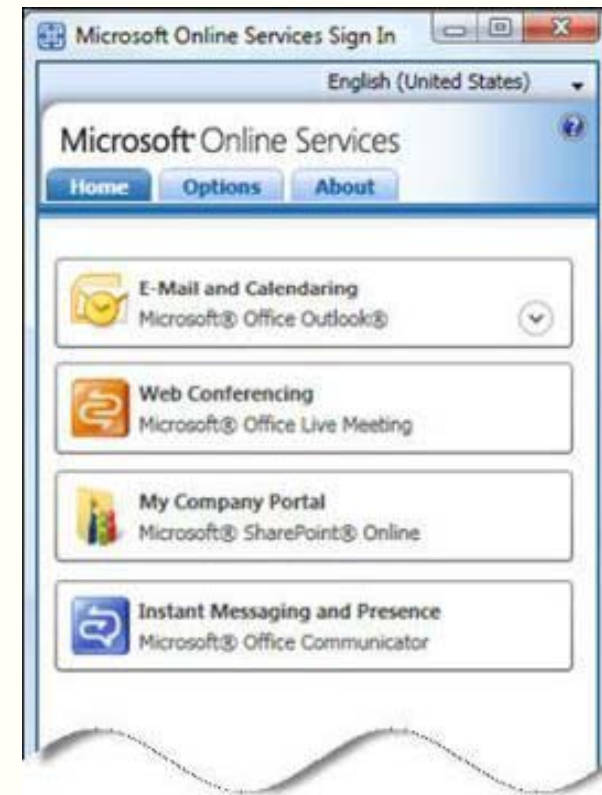 Microsoft Online Services Sign In
English (United States)
Microsoft® Online Services
Home Options About
E-Mail and Calendaring
Microsoft® Office Outlook®
Web Conferencing
Microsoft® Office Live Meeting
My Company Portal
Microsoft® SharePoint® Online
Instant Messaging and Presence
Microsoft® Office Communicator